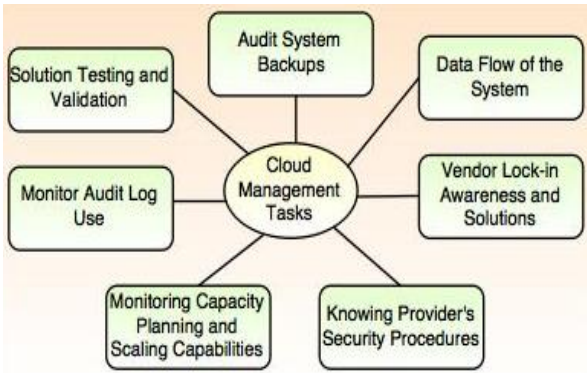 Audit System
Backups
Solution Testing and
Validation
Data Flow of the
System
Cloud
Management
Tasks
Monitor Audit Log
Use
Vendor Lock-in
Awareness and
Solutions
Monitoring Capacity
Planning and
Scaling Capabilities
Knowing Provider's
Security Procedures